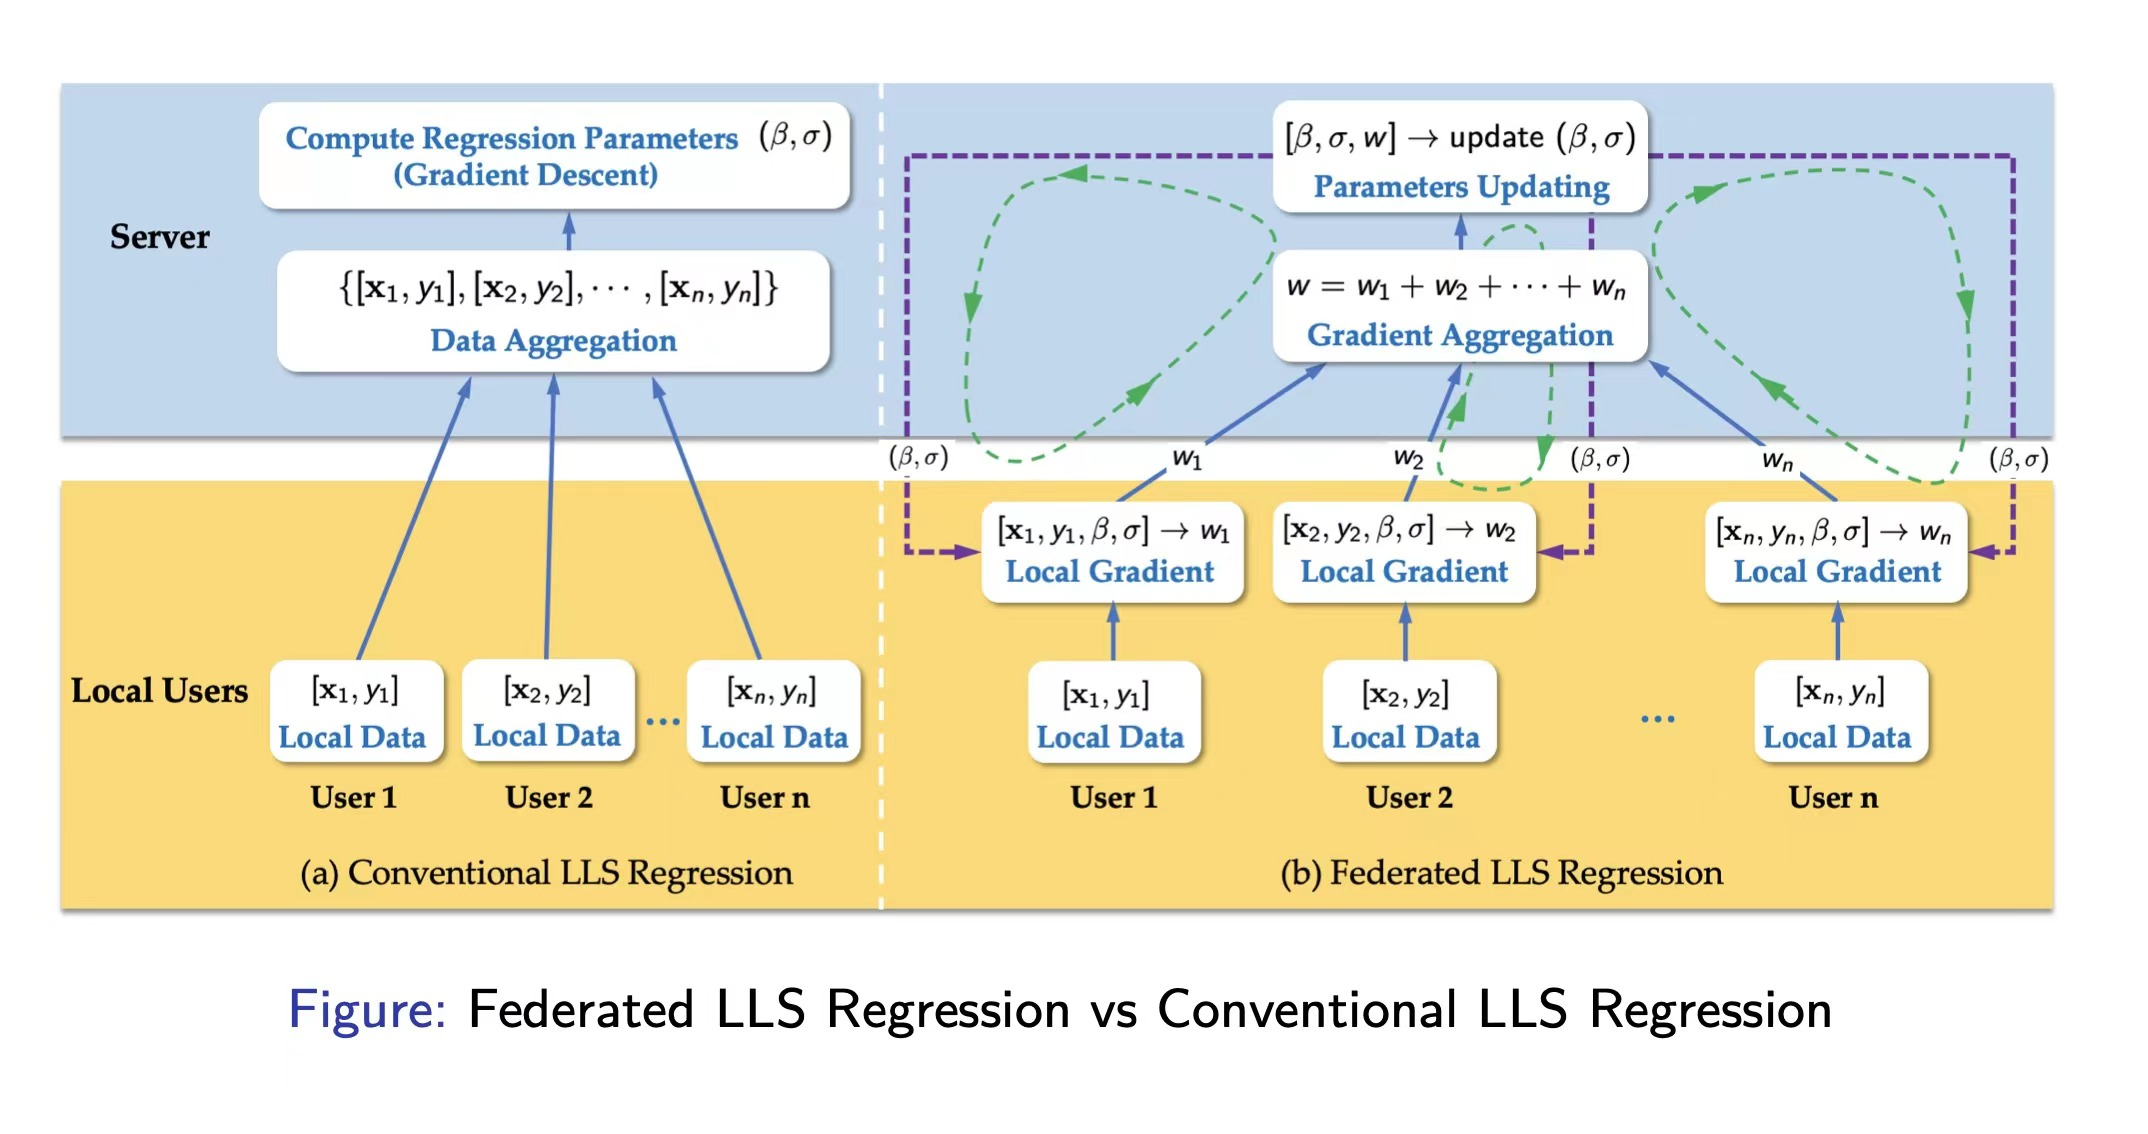 Server
Compute Regression Parameters (β, σ)
(Gradient Descent)
{[x₁, y₁], [x₂, y₂], ⋯ , [xₙ, yₙ]}
Data Aggregation
Local Users
[x₁, y₁]
Local Data
User 1
[x₂, y₂]
Local Data
User 2
...
[xₙ, yₙ]
Local Data
User n
(a) Conventional LLS Regression
[β, σ, w] → update (β, σ)
Parameters Updating
w = w₁ + w₂ + ⋯ + wₙ
Gradient Aggregation
(β, σ)
w₁
w₂
(β, σ)
wₙ
(β, σ)
[x₁, y₁, β, σ] → w₁
Local Gradient
[x₂, y₂, β, σ] → w₂
Local Gradient
[xₙ, yₙ, β, σ] → wₙ
Local Gradient
[x₁, y₁]
Local Data
User 1
[x₂, y₂]
Local Data
User 2
...
[xₙ, yₙ]
Local Data
User n
(b) Federated LLS Regression
Figure: Federated LLS Regression vs Conventional LLS Regression